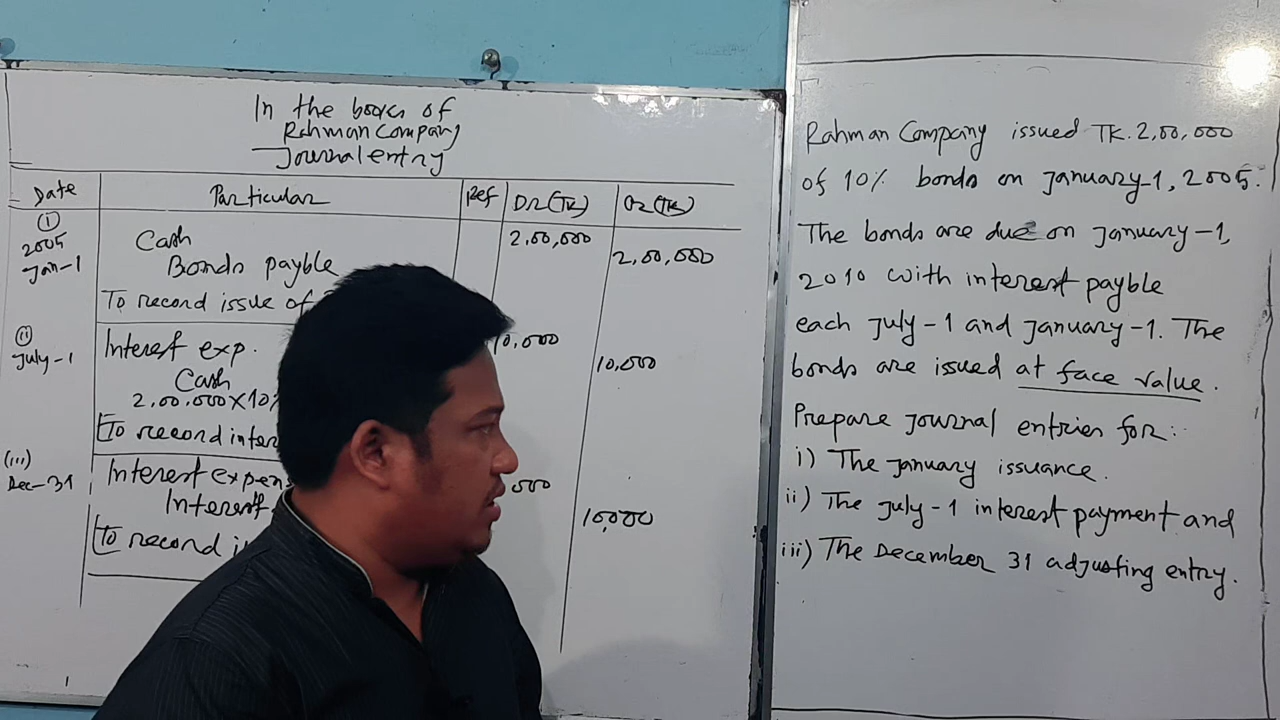 In the books of
Rahman Company
Journal entry
Date Particular Ref Dr(TK) Cr(TK)
(i)
2005
Jan-1
Cash 2,00,000
Bonds payble 2,00,000
To record issue of
(ii)
July-1
Interest exp. 10,000
Cash 10,000
2,00,000×10%
To record inter
(iii)
Dec-31
Interest expen 000
Interest 10,000
To record i
Rahman Company issued TK. 2,00,000
of 10% bonds on january-1, 2005.
The bonds are due on january-1,
2010 with interest payble
each july-1 and january-1. The
bonds are issued at face value.
Prepare journal entries for:
i) The january issuance.
ii) The july-1 interest payment and
iii) The December 31 adjusting entry.